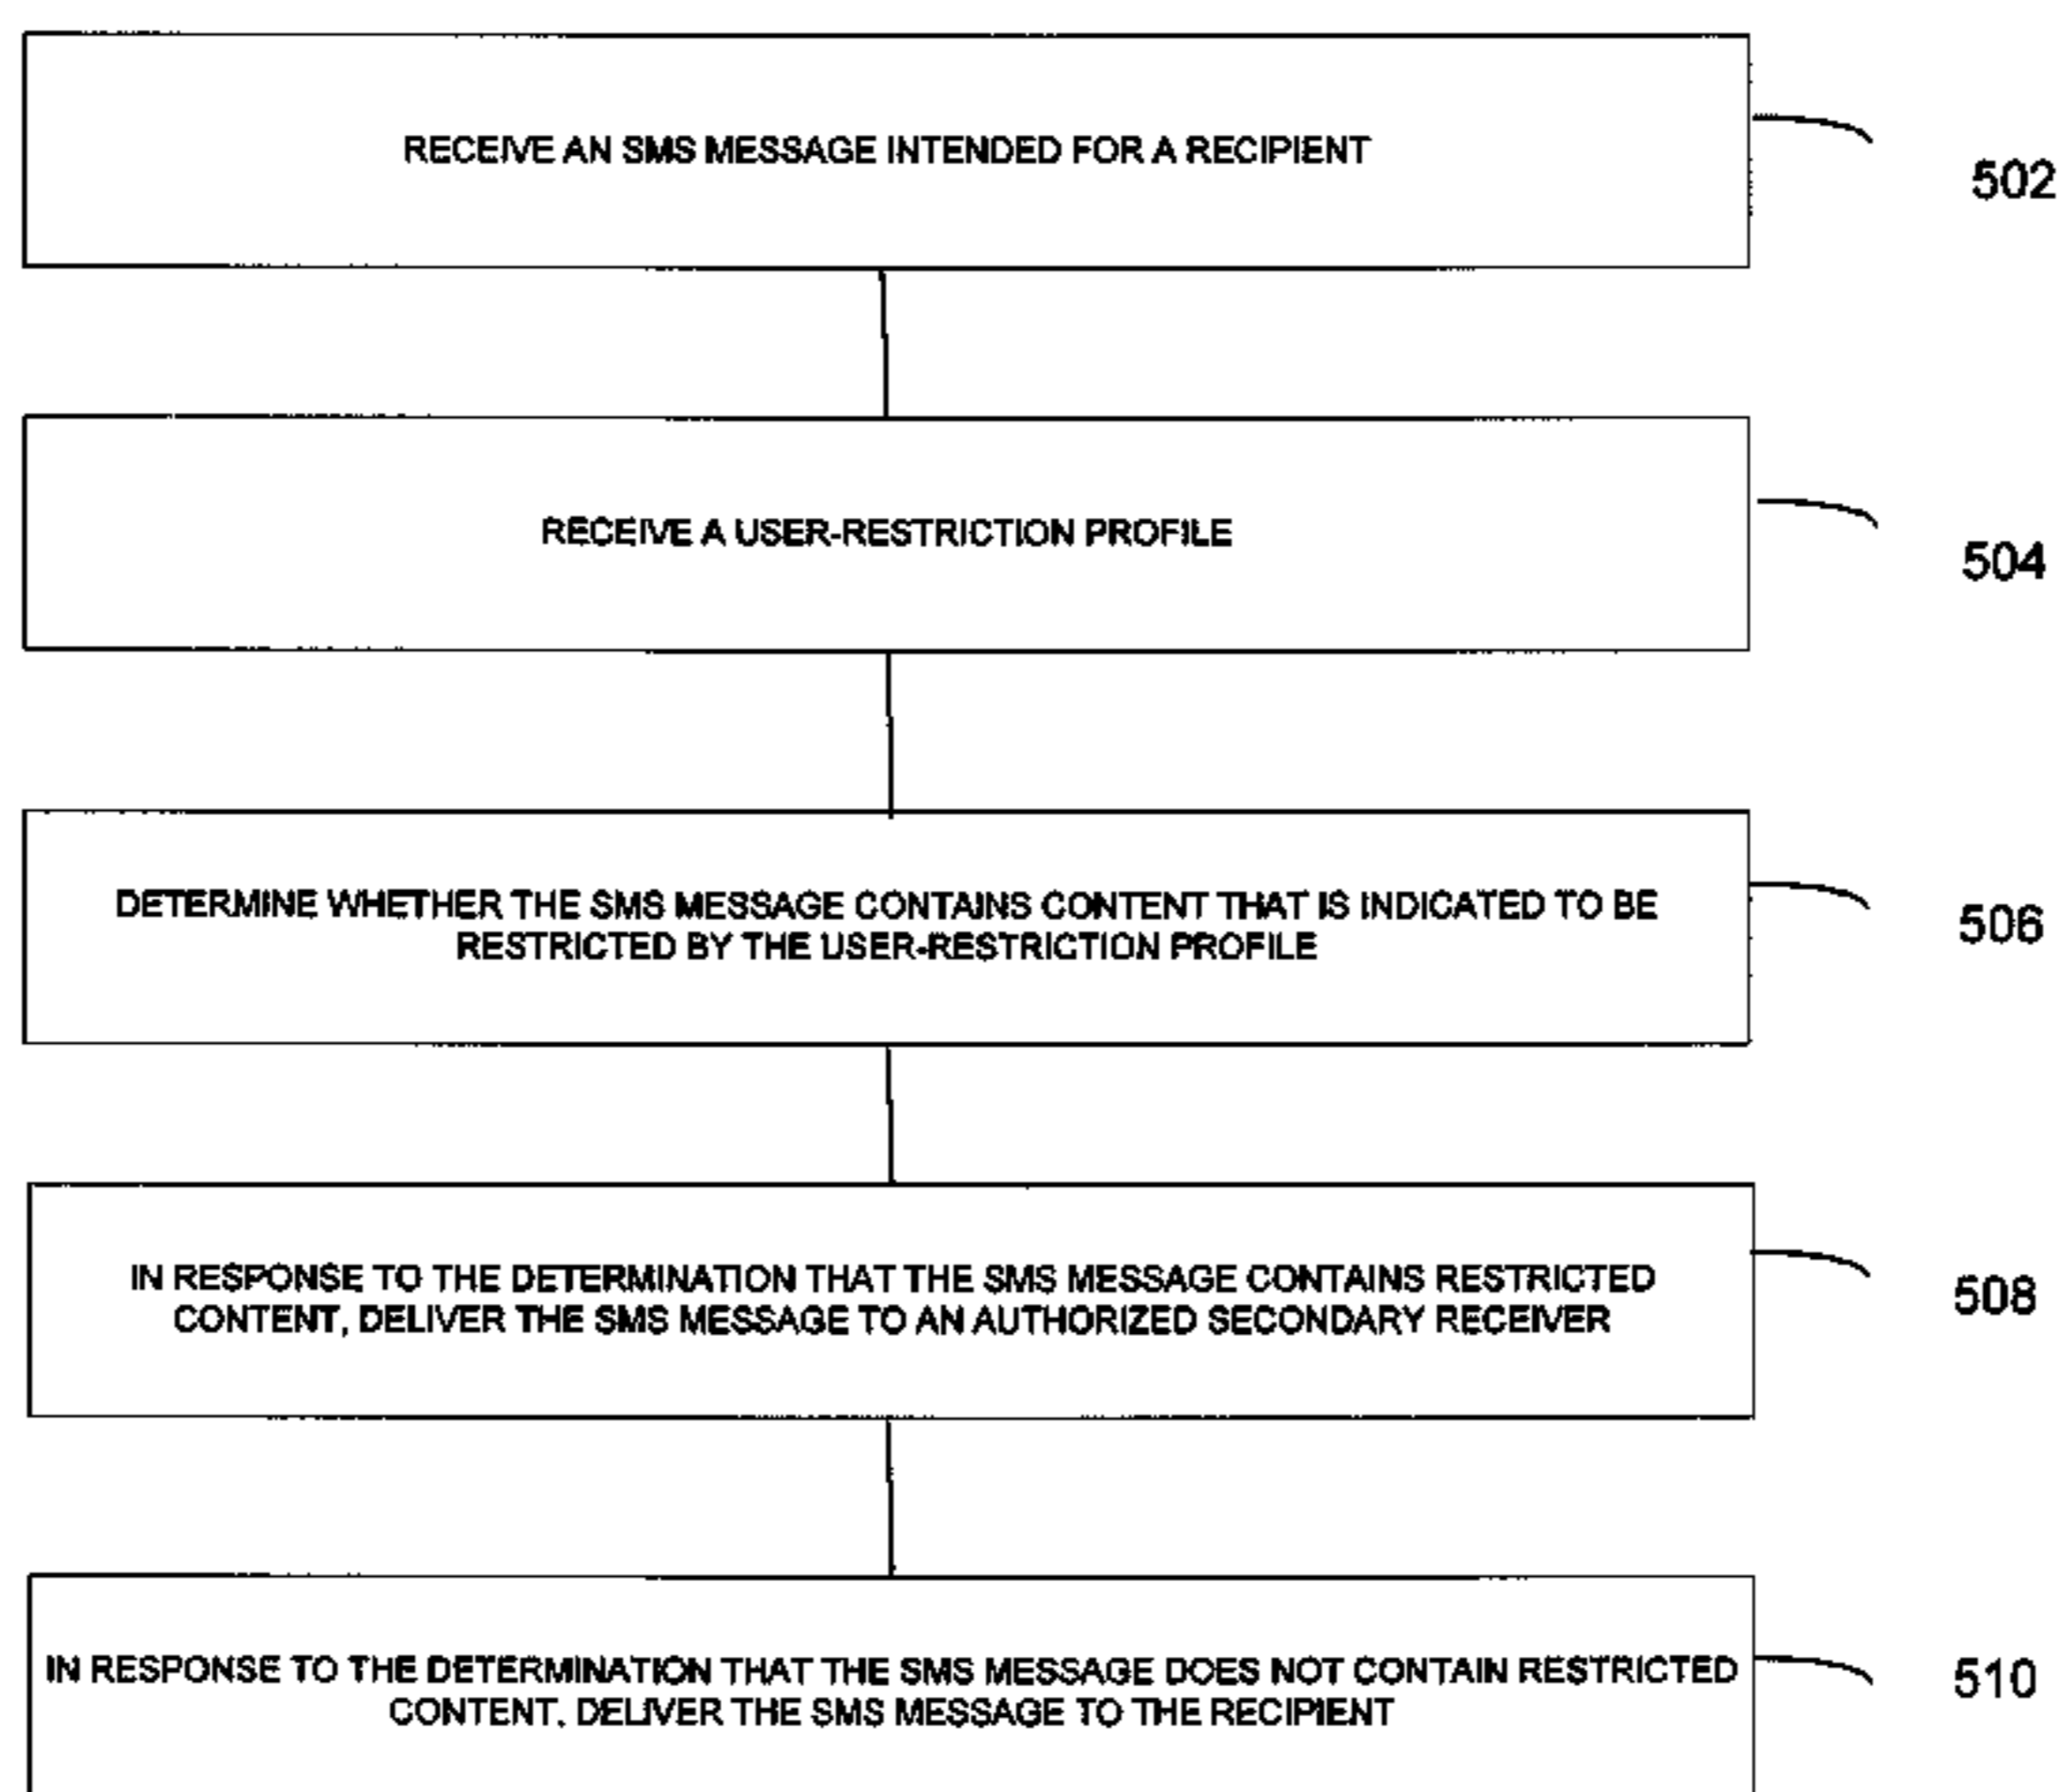 RECEIVE AN SMS MESSAGE INTENDED FOR A RECIPIENT
502
RECEIVE A USER-RESTRICTION PROFILE
504
DETERMINE WHETHER THE SMS MESSAGE CONTAINS CONTENT THAT IS INDICATED TO BE
RESTRICTED BY THE USER-RESTRICTION PROFILE
506
IN RESPONSE TO THE DETERMINATION THAT THE SMS MESSAGE CONTAINS RESTRICTED
CONTENT, DELIVER THE SMS MESSAGE TO AN AUTHORIZED SECONDARY RECEIVER
508
IN RESPONSE TO THE DETERMINATION THAT THE SMS MESSAGE DOES NOT CONTAIN RESTRICTED
CONTENT, DELIVER THE SMS MESSAGE TO THE RECIPIENT
510